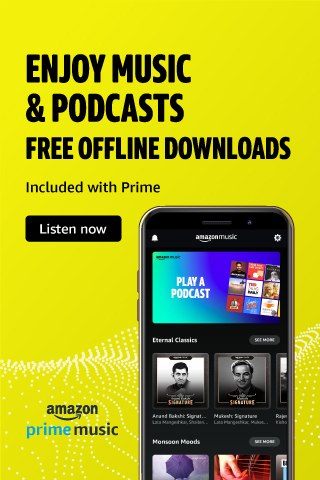 ENJOY MUSIC
& PODCASTS
FREE OFFLINE DOWNLOADS
Included with Prime
Listen now
amazon music
amazon music
PLAY A
PODCAST
Eternal Classics
SEE MORE
SIGNATURE
SIGNATURE
Anand Bakshi: Signat...
Mukesh: Signature
Raje
Lata Mangeshkar, Shailen...
Lata Mangeshkar, Mukes...
Kisho
Monsoon Moods
SEE MORE
amazon
prime music